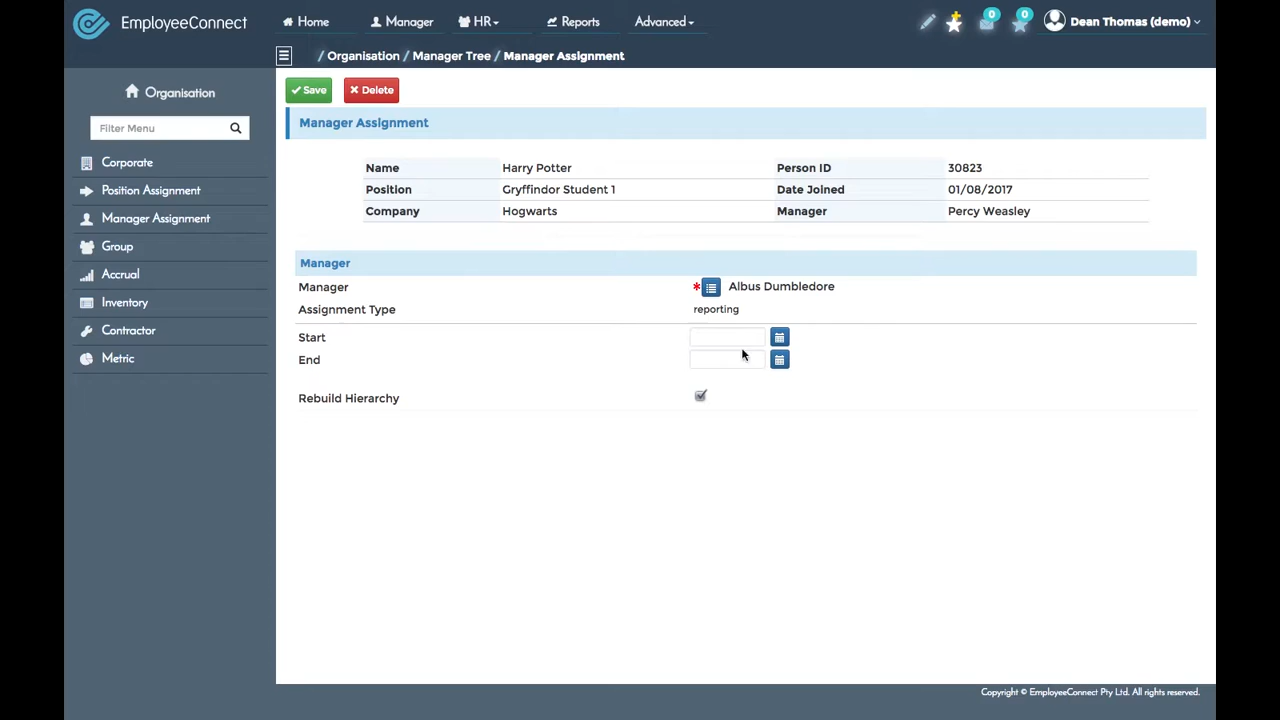 EmployeeConnect
Home Manager HR Reports Advanced 0 0 Dean Thomas (demo)
/ Organisation / Manager Tree / Manager Assignment
Organisation
Filter Menu
Corporate
Position Assignment
Manager Assignment
Group
Accrual
Inventory
Contractor
Metric
Save Delete
Manager Assignment
Name Harry Potter Person ID 30823
Position Gryffindor Student 1 Date Joined 01/08/2017
Company Hogwarts Manager Percy Weasley
Manager
Manager * Albus Dumbledore
Assignment Type reporting
Start
End
Rebuild Hierarchy
Copyright © EmployeeConnect Pty Ltd. All rights reserved.